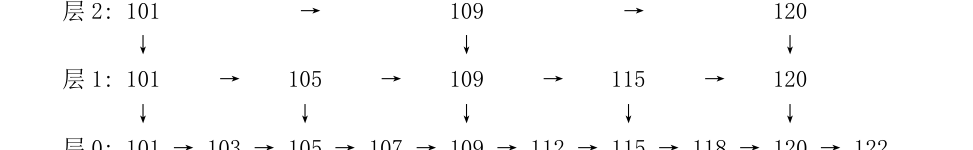 层 2: 101 → 109 → 120
↓ ↓ ↓
层 1: 101 → 105 → 109 → 115 → 120
↓ ↓ ↓ ↓ ↓
层 0: 101 → 103 → 105 → 107 → 109 → 112 → 115 → 118 → 120 → 122